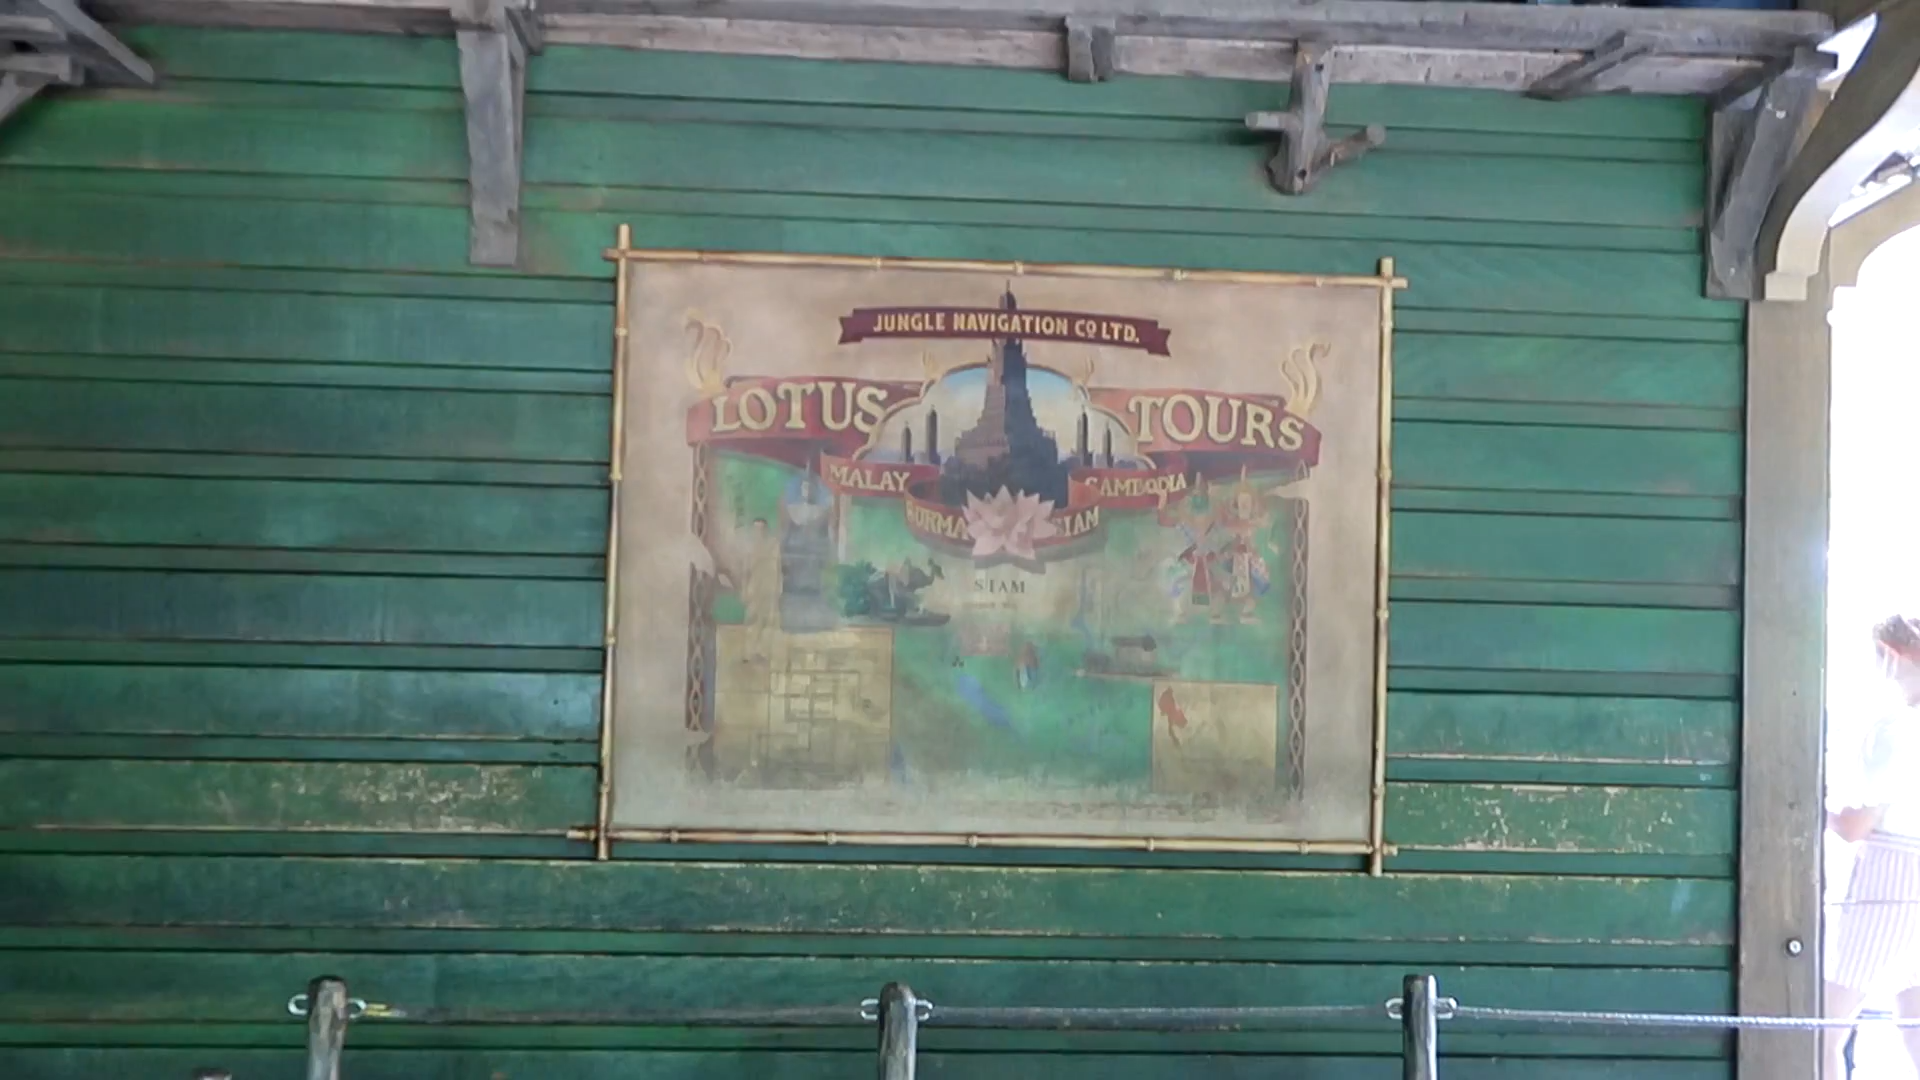 JUNGLE NAVIGATION CO LTD.
LOTUS TOURS
MALAY CAMBODIA
BURMA SIAM
SIAM